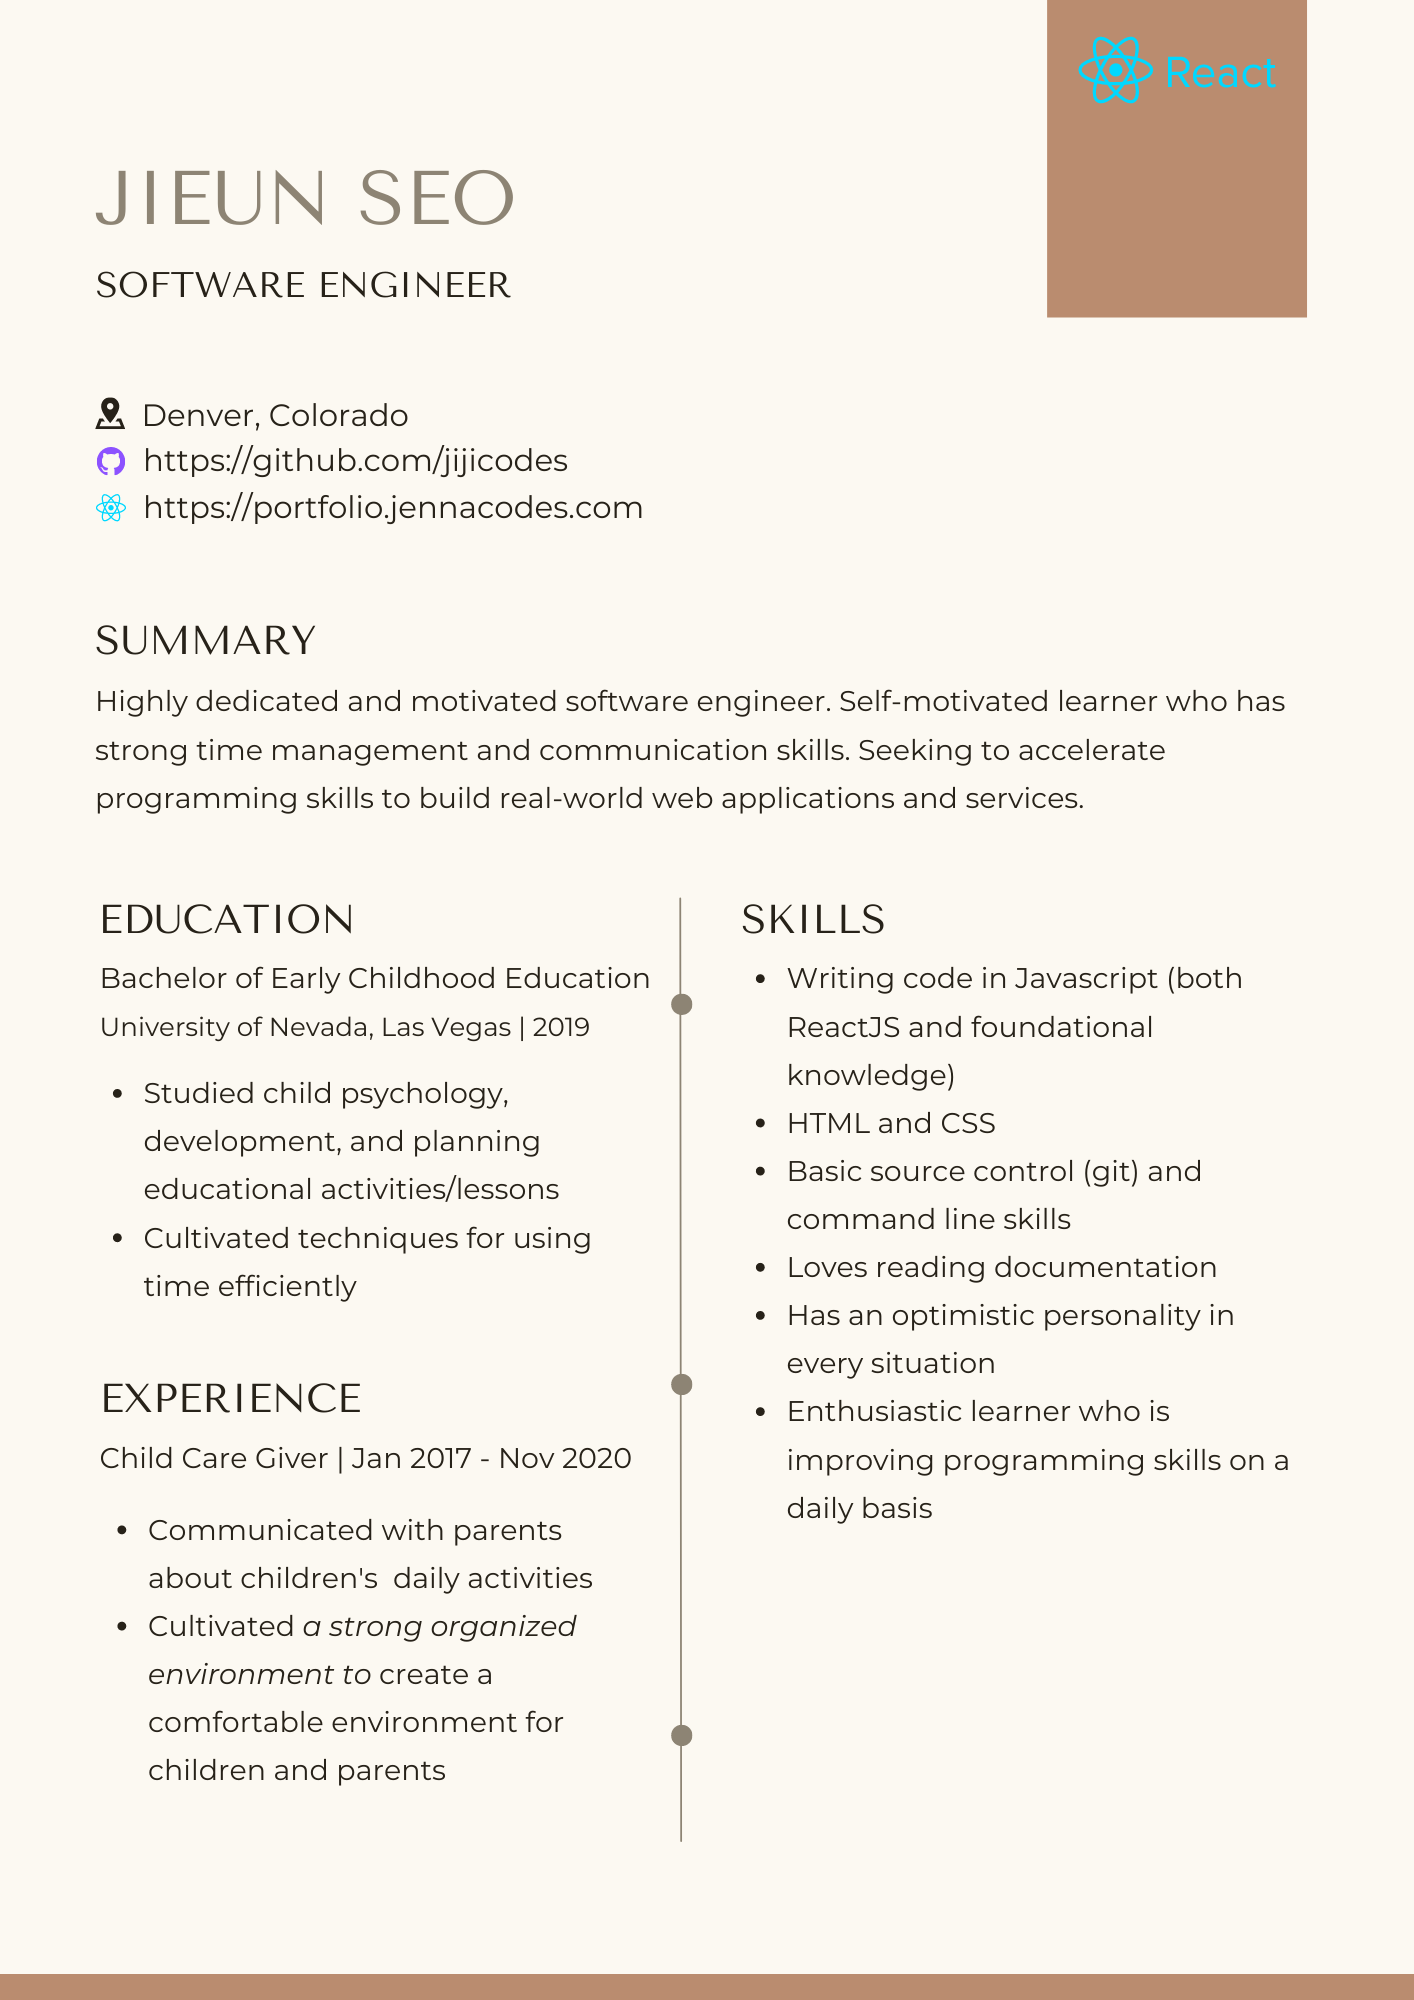 React
JIEUN SEO
SOFTWARE ENGINEER
Denver, Colorado
https://github.com/jijicodes
https://portfolio.jennacodes.com
SUMMARY
Highly dedicated and motivated software engineer. Self-motivated learner who has
strong time management and communication skills. Seeking to accelerate
programming skills to build real-world web applications and services.
EDUCATION
Bachelor of Early Childhood Education
University of Nevada, Las Vegas | 2019
• Studied child psychology,
development, and planning
educational activities/lessons
• Cultivated techniques for using
time efficiently
EXPERIENCE
Child Care Giver | Jan 2017 - Nov 2020
• Communicated with parents
about children's  daily activities
• Cultivated a strong organized
environment to create a
comfortable environment for
children and parents
SKILLS
• Writing code in Javascript (both
ReactJS and foundational
knowledge)
• HTML and CSS
• Basic source control (git) and
command line skills
• Loves reading documentation
• Has an optimistic personality in
every situation
• Enthusiastic learner who is
improving programming skills on a
daily basis